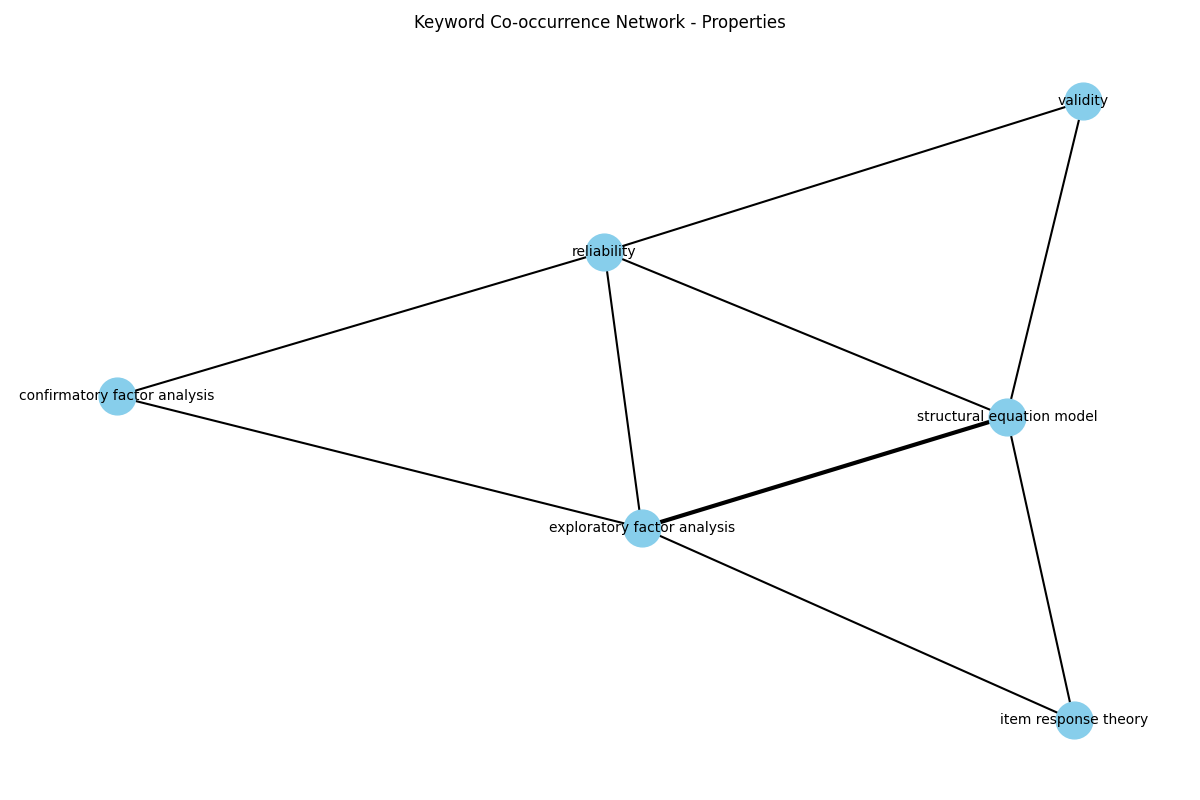 Keyword Co-occurrence Network - Properties
validity
reliability
confirmatory factor analysis
structural equation model
exploratory factor analysis
item response theory